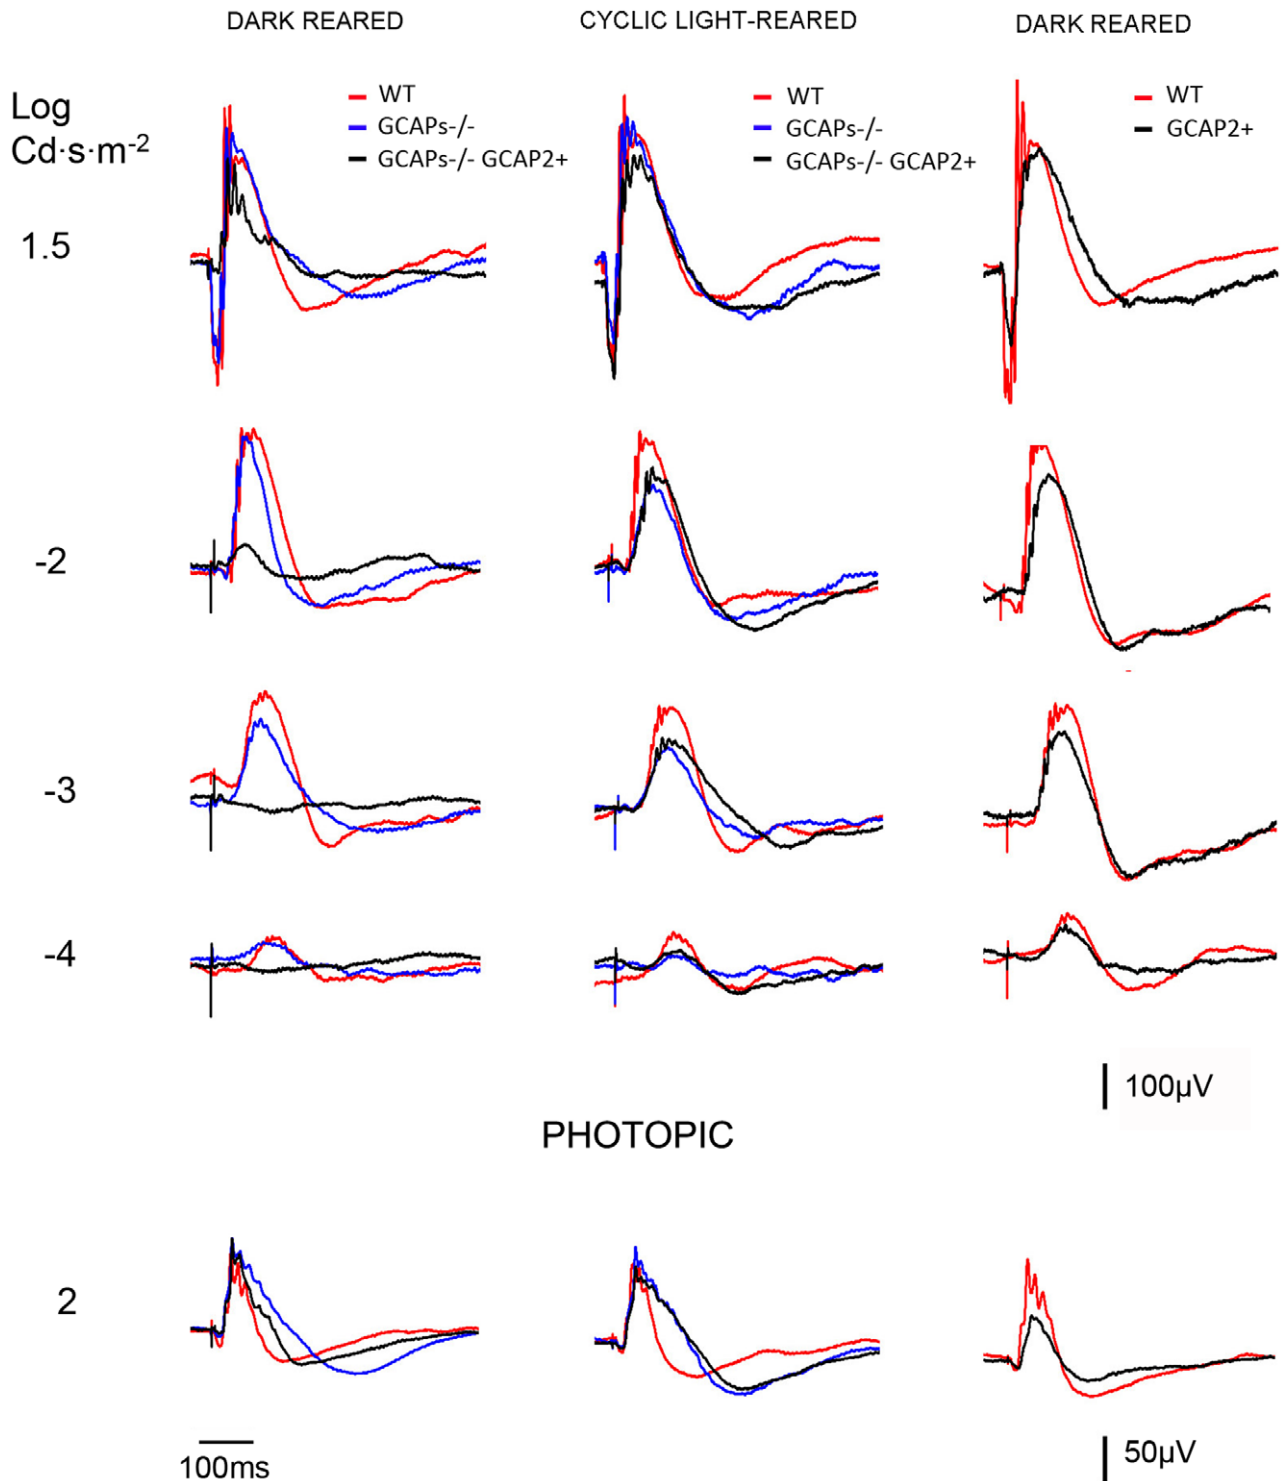 DARK REARED
CYCLIC LIGHT-REARED
DARK REARED
Log
Cd·s·m-2
WT
GCAPs-/-
GCAPs-/- GCAP2+
WT
GCAPs-/-
GCAPs-/- GCAP2+
WT
GCAP2+
1.5
-2
-3
-4
100µV
PHOTOPIC
2
100ms
50µV